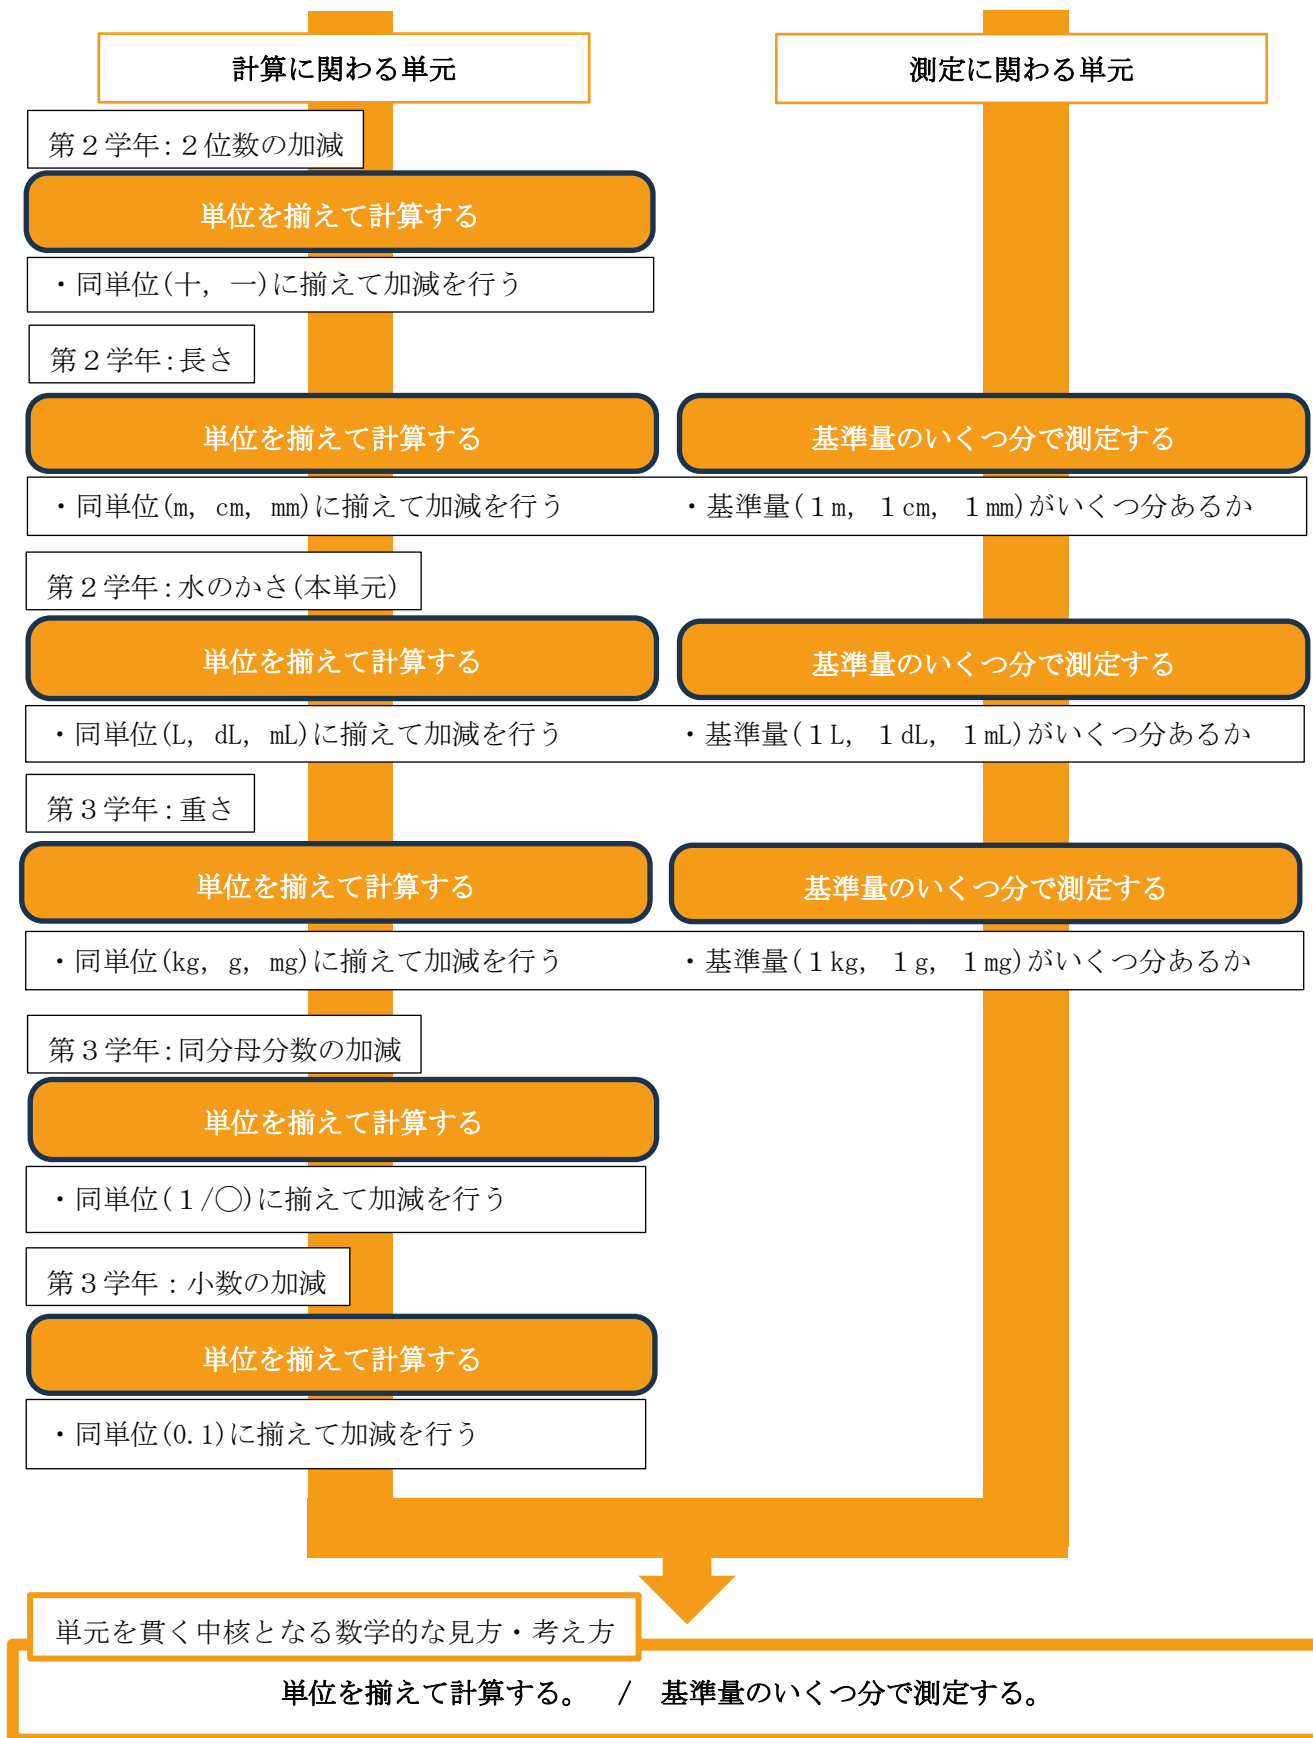 計算に関わる単元
測定に関わる単元
第２学年:２位数の加減
単位を揃えて計算する
・同単位(十, 一)に揃えて加減を行う
第２学年:長さ
単位を揃えて計算する
基準量のいくつ分で測定する
・同単位(m, cm, mm)に揃えて加減を行う
・基準量(１m, １cm, １mm)がいくつ分あるか
第２学年:水のかさ(本単元)
単位を揃えて計算する
基準量のいくつ分で測定する
・同単位(L, dL, mL)に揃えて加減を行う
・基準量(１L, １dL, １mL)がいくつ分あるか
第３学年:重さ
単位を揃えて計算する
基準量のいくつ分で測定する
・同単位(kg, g, mg)に揃えて加減を行う
・基準量(１kg, １g, １mg)がいくつ分あるか
第３学年:同分母分数の加減
単位を揃えて計算する
・同単位(１/○)に揃えて加減を行う
第３学年：小数の加減
単位を揃えて計算する
・同単位(0.1)に揃えて加減を行う
単元を貫く中核となる数学的な見方・考え方
単位を揃えて計算する。　/　基準量のいくつ分で測定する。